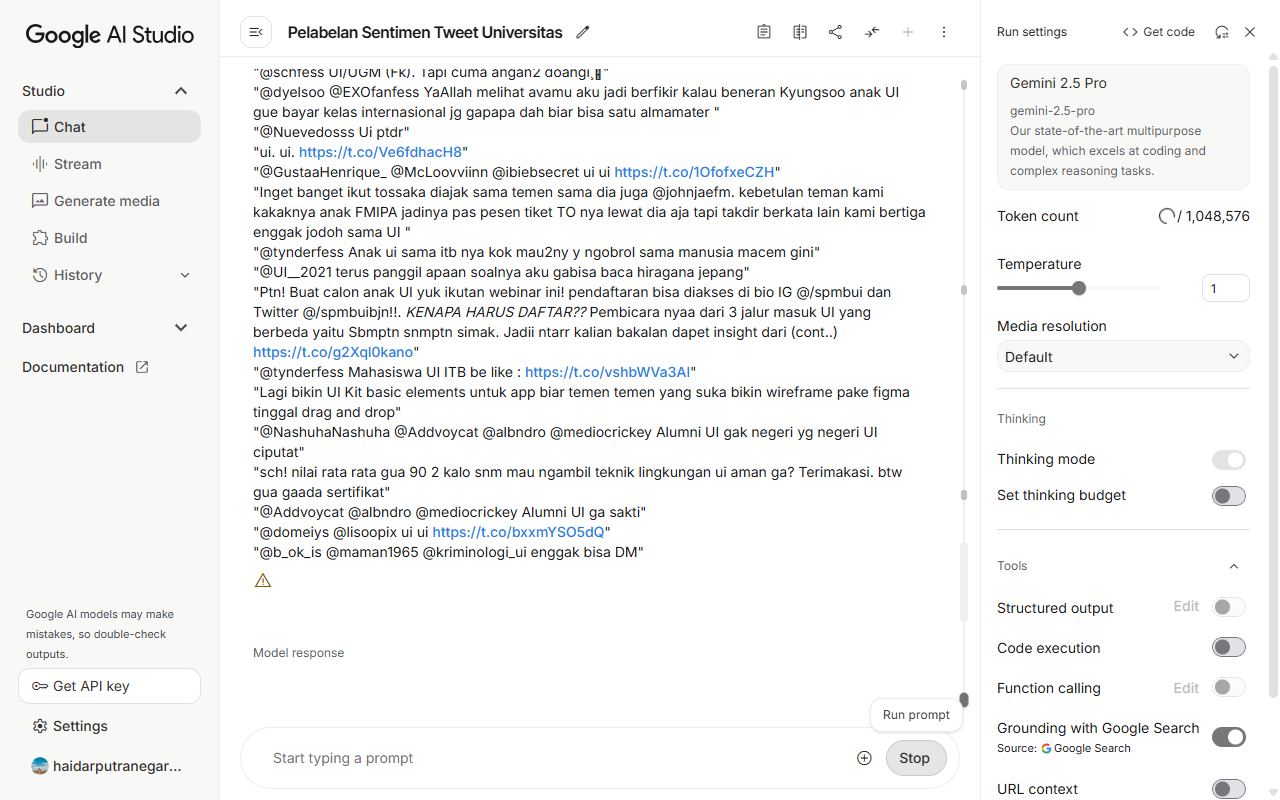 Google AI Studio
Studio
Chat
Stream
Generate media
Build
History
Dashboard
Documentation
Google AI models may make
mistakes, so double-check
outputs.
Get API key
Settings
haidarputranegar...
Pelabelan Sentimen Tweet Universitas
"@schfess UI/UGM (Fk). Tapi cuma angan2 doangi
"@dyelsoo @EXOfanfess YaAllah melihat avamu aku jadi berfikir kalau beneran Kyungsoo anak UI
gue bayar kelas internasional jg gapapa dah biar bisa satu almamater "
"@Nuevedosss Ui ptdr"
"ui. ui. https://t.co/Ve6fdhacH8"
"@GustaaHenrique_ @McLoovviinn @ibiebsecret ui ui https://t.co/1OfofxeCZH"
"Inget banget ikut tossaka diajak sama temen sama dia juga @johnjaefm. kebetulan teman kami
kakaknya anak FMIPA jadinya pas pesen tiket TO nya lewat dia aja tapi takdir berkata lain kami bertiga
enggak jodoh sama UI "
"@tynderfess Anak ui sama itb nya kok mau2ny y ngobrol sama manusia macem gini"
"@UI__2021 terus panggil apaan soalnya aku gabisa baca hiragana jepang"
"Ptn! Buat calon anak UI yuk ikutan webinar ini! pendaftaran bisa diakses di bio IG @/spmbui dan
Twitter @/spmbuibjn!!. KENAPA HARUS DAFTAR?? Pembicara nyaa dari 3 jalur masuk UI yang
berbeda yaitu Sbmptn snmptn simak. Jadii ntarr kalian bakalan dapet insight dari (cont..)
https://t.co/g2Xql0kano"
"@tynderfess Mahasiswa UI ITB be like : https://t.co/vshbWVa3AI"
"Lagi bikin UI Kit basic elements untuk app biar temen temen yang suka bikin wireframe pake figma
tinggal drag and drop"
"@NashuhaNashuha @Addvoycat @albndro @mediocrickey Alumni UI gak negeri yg negeri UI
ciputat"
"sch! nilai rata rata gua 90 2 kalo snm mau ngambil teknik lingkungan ui aman ga? Terimakasi. btw
gua gaada sertifikat"
"@Addvoycat @albndro @mediocrickey Alumni UI ga sakti"
"@domeiys @lisoopix ui ui https://t.co/bxxmYSO5dQ"
"@b_ok_is @maman1965 @kriminologi_ui enggak bisa DM"
Model response
Run prompt
Start typing a prompt
Stop
Run settings
Get code
Gemini 2.5 Pro
gemini-2.5-pro
Our state-of-the-art multipurpose
model, which excels at coding and
complex reasoning tasks.
Token count
/ 1,048,576
Temperature
1
Media resolution
Default
Thinking
Thinking mode
Set thinking budget
Tools
Structured output
Edit
Code execution
Function calling
Edit
Grounding with Google Search
Source: Google Search
URL context